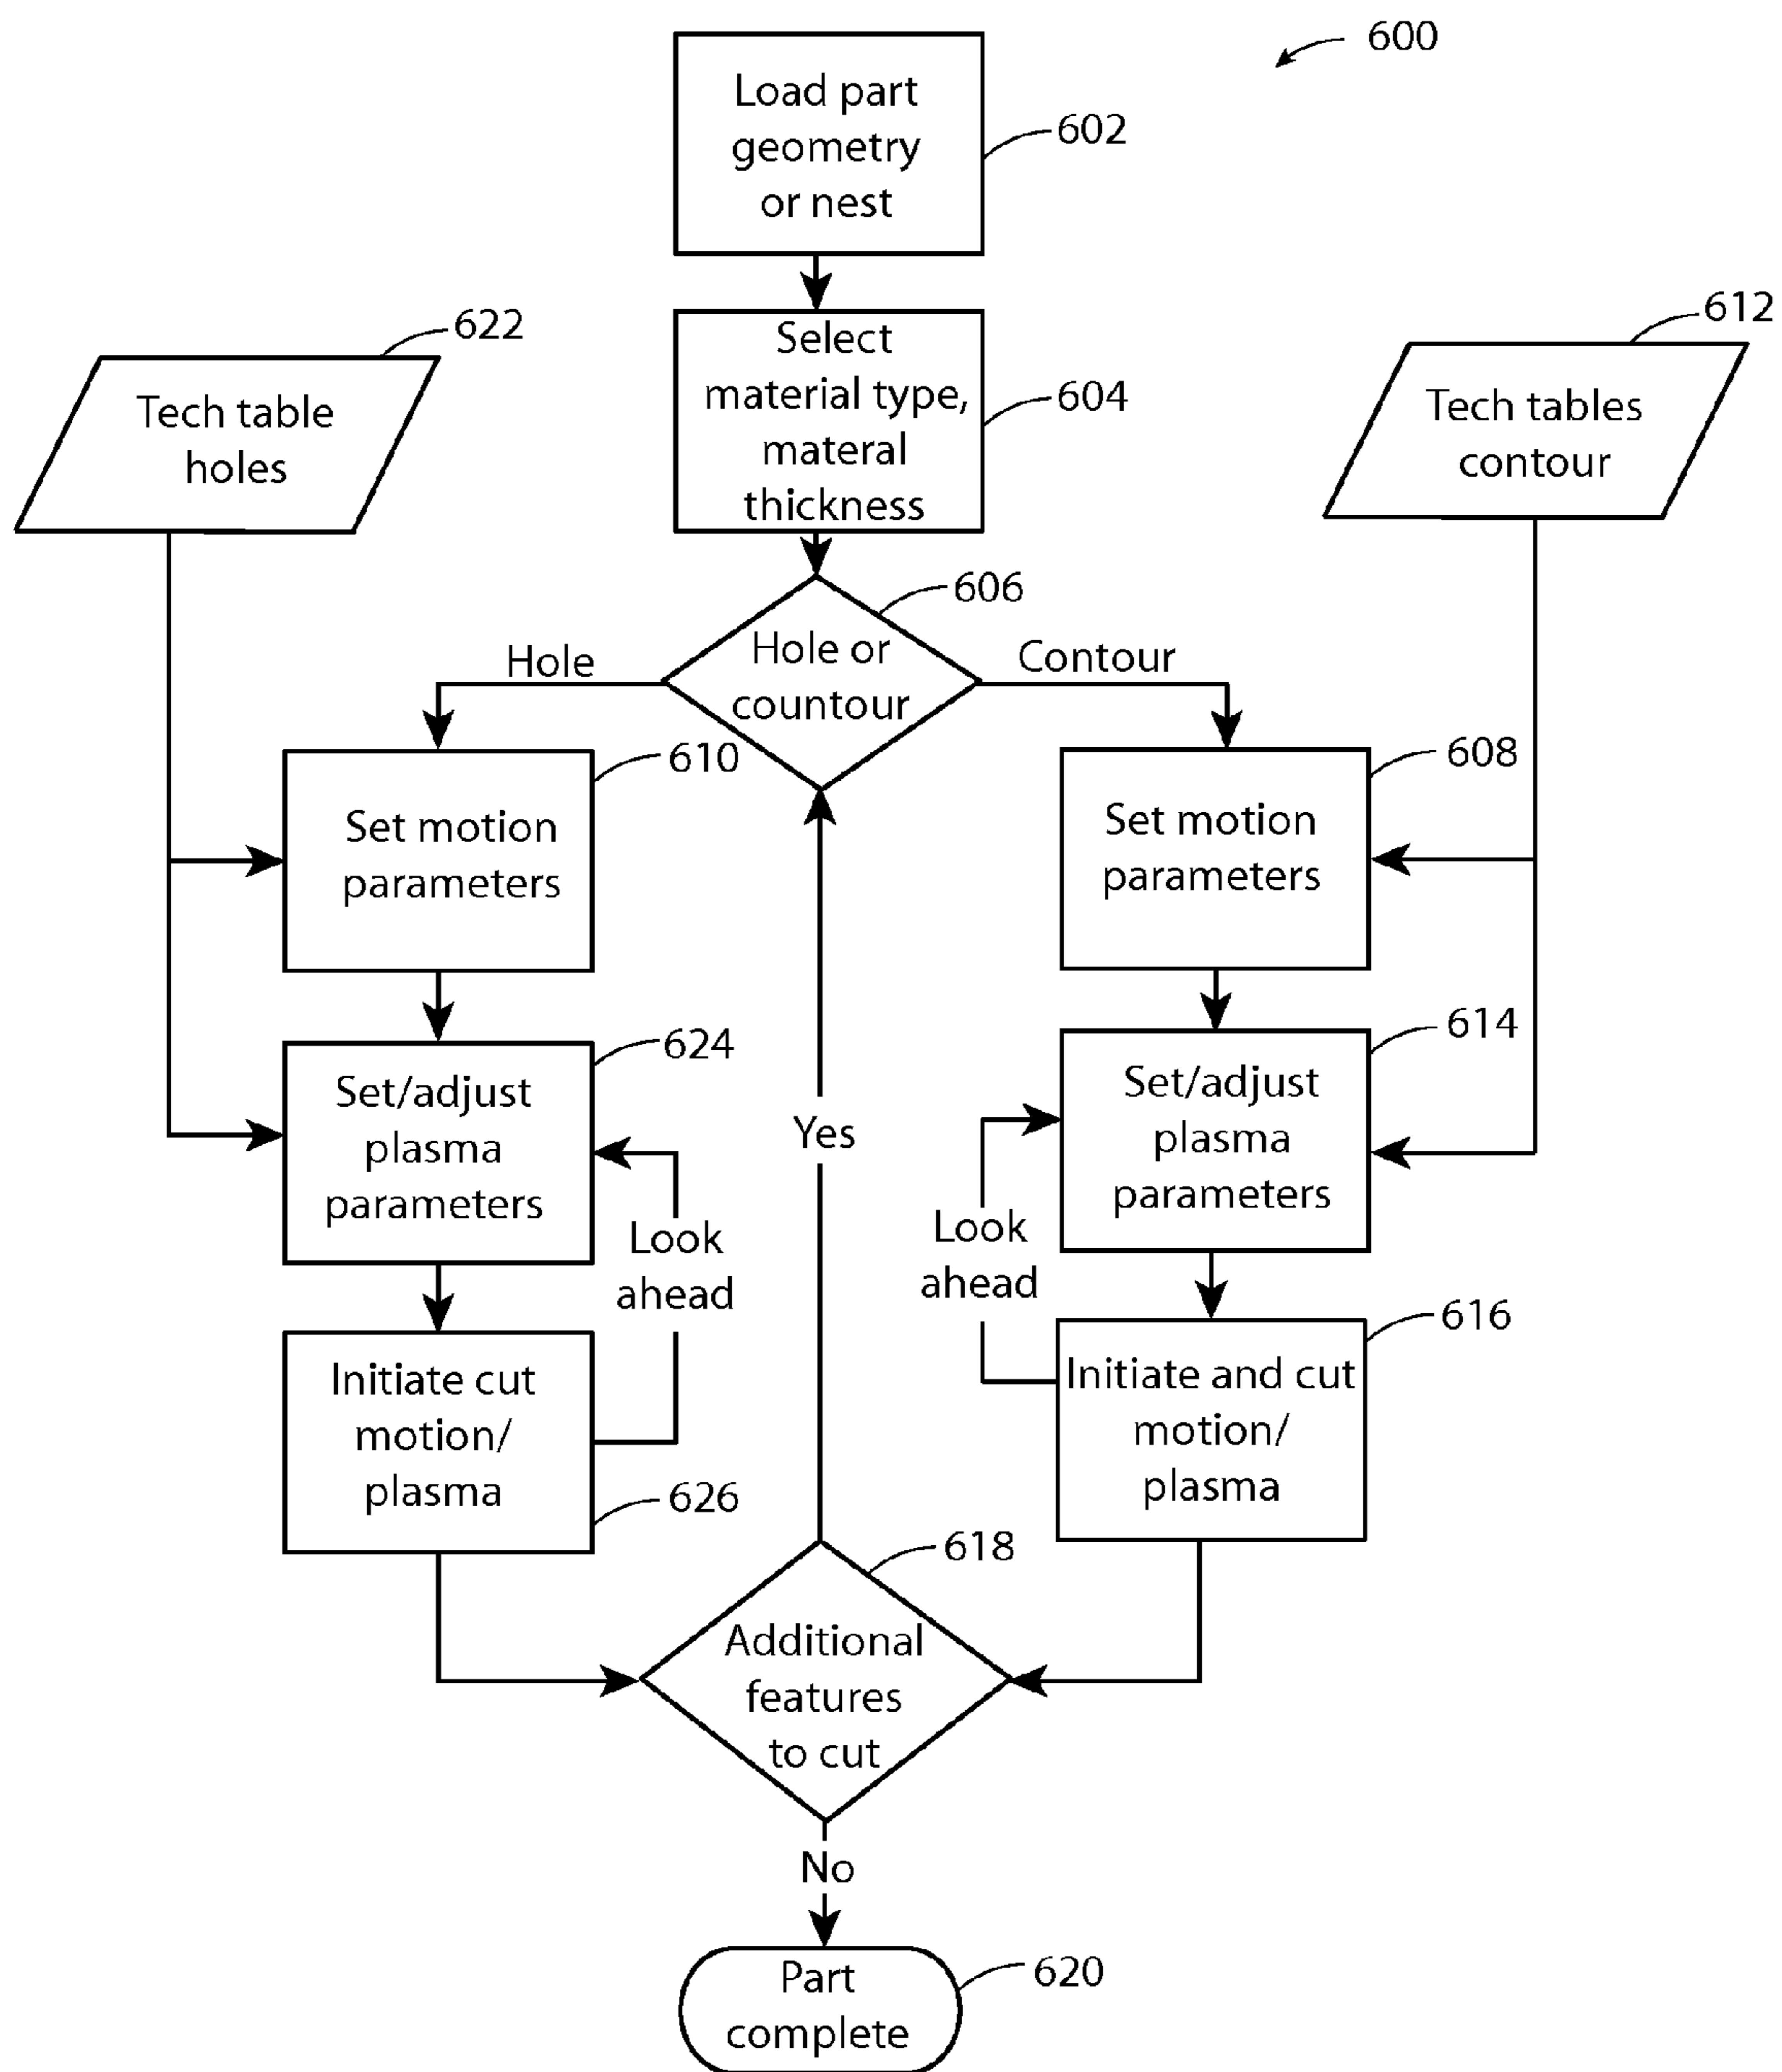 600
Load part
geometry
or nest
602
Select
material type,
materal
thickness
604
622
Tech table
holes
612
Tech tables
contour
606
Hole or
countour
Hole
Contour
610
Set motion
parameters
608
Set motion
parameters
624
Set/adjust
plasma
parameters
Look
ahead
Yes
614
Set/adjust
plasma
parameters
Look
ahead
Initiate cut
motion/
plasma
626
616
Initiate and cut
motion/
plasma
618
Additional
features
to cut
No
Part
complete
620